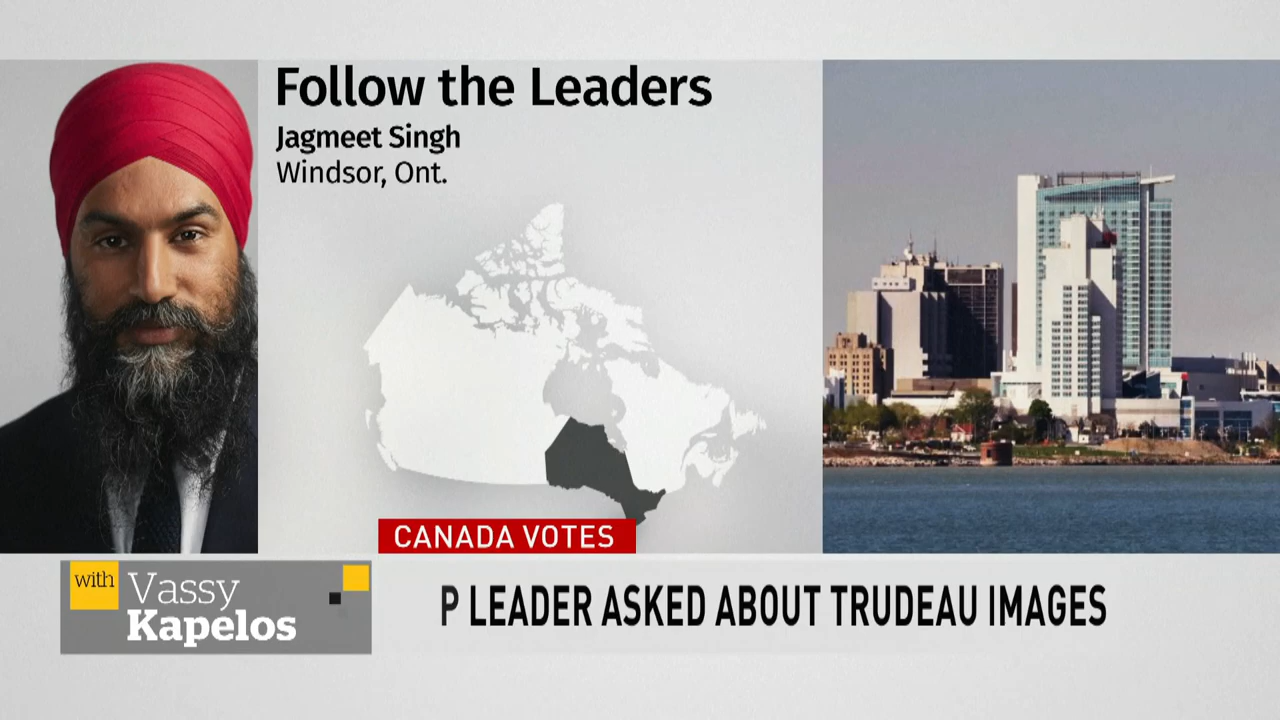 Follow the Leaders
Jagmeet Singh
Windsor, Ont.
CANADA VOTES
with Vassy
Kapelos
P LEADER ASKED ABOUT TRUDEAU IMAGES